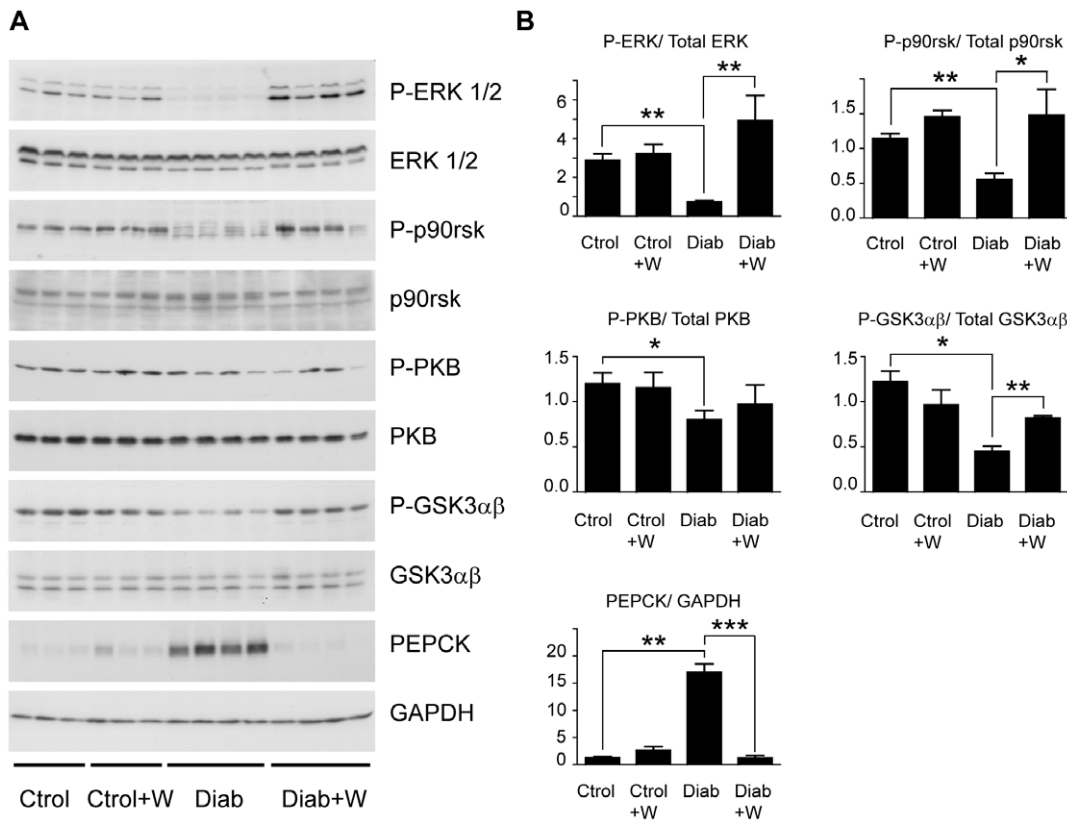 A
P-ERK 1/2
ERK 1/2
P-p90rsk
p90rsk
P-PKB
PKB
P-GSK3αβ
GSK3αβ
PEPCK
GAPDH
Ctrol Ctrol+W Diab Diab+W
B
P-ERK/ Total ERK
6
4
2
0
**
**
Ctrol Ctrol Diab Diab
+W +W
P-p90rsk/ Total p90rsk
1.5
1.0
0.5
0.0
**
*
Ctrol Ctrol Diab Diab
+W +W
P-PKB/ Total PKB
1.5
1.0
0.5
0.0
*
Ctrol Ctrol Diab Diab
+W +W
P-GSK3αβ/ Total GSK3αβ
1.5
1.0
0.5
0.0
*
**
Ctrol Ctrol Diab Diab
+W +W
PEPCK/ GAPDH
20
15
10
5
0
**
***
Ctrol Ctrol Diab Diab
+W +W